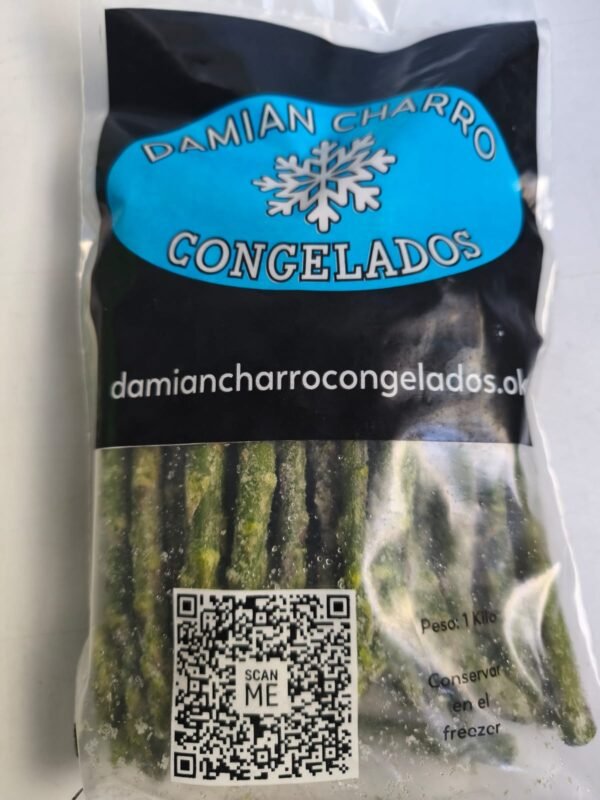 DAMIAN CHARRO
CONGELADOS
damiancharrocongelados.ok
SCAN
ME
Peso: 1 Kilo
Conservar
en el
freezer